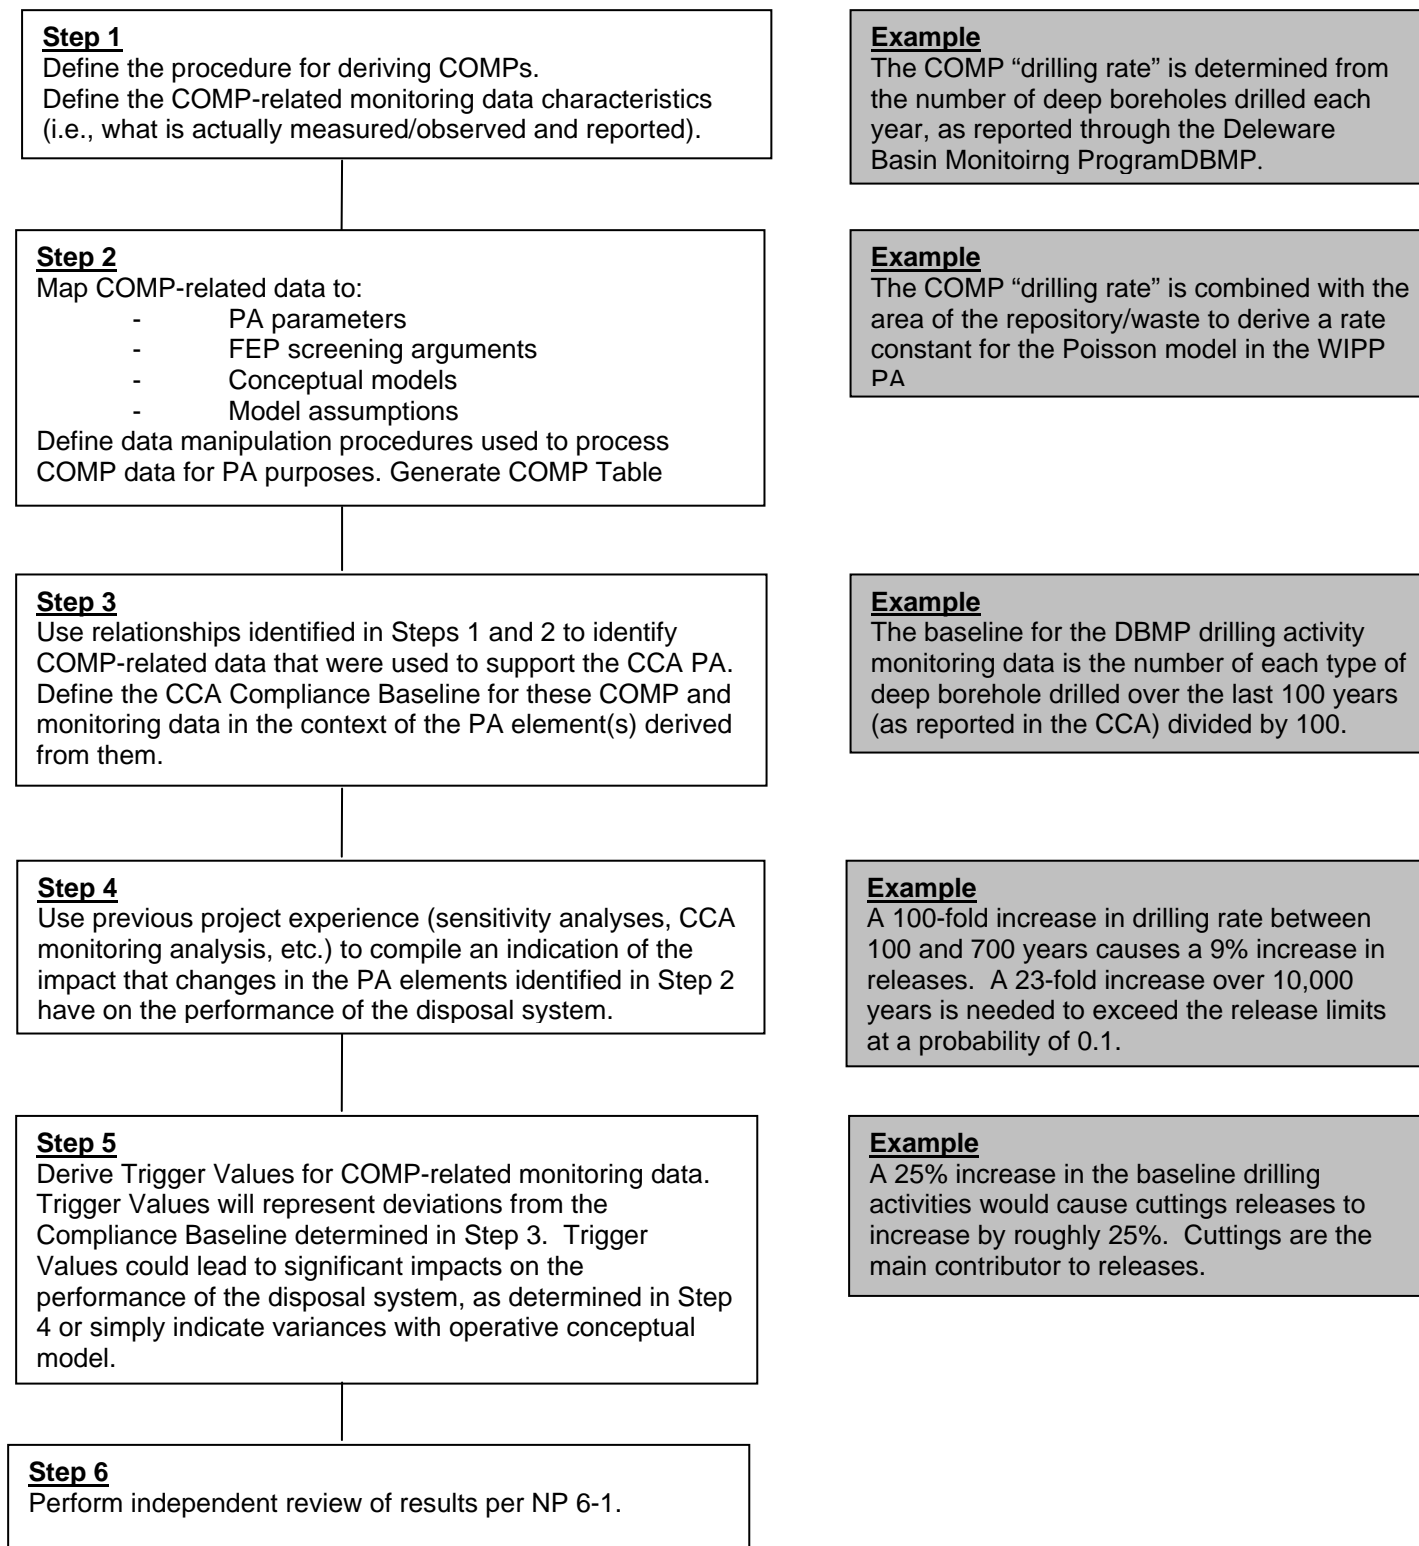 Step 1
Define the procedure for deriving COMPs.
Define the COMP-related monitoring data characteristics
(i.e., what is actually measured/observed and reported).
Example
The COMP “drilling rate” is determined from
the number of deep boreholes drilled each
year, as reported through the Deleware
Basin Monitoirng ProgramDBMP.
Step 2
Map COMP-related data to:
- PA parameters
- FEP screening arguments
- Conceptual models
- Model assumptions
Define data manipulation procedures used to process
COMP data for PA purposes. Generate COMP Table
Example
The COMP “drilling rate” is combined with the
area of the repository/waste to derive a rate
constant for the Poisson model in the WIPP
PA
Step 3
Use relationships identified in Steps 1 and 2 to identify
COMP-related data that were used to support the CCA PA.
Define the CCA Compliance Baseline for these COMP and
monitoring data in the context of the PA element(s) derived
from them.
Example
The baseline for the DBMP drilling activity
monitoring data is the number of each type of
deep borehole drilled over the last 100 years
(as reported in the CCA) divided by 100.
Step 4
Use previous project experience (sensitivity analyses, CCA
monitoring analysis, etc.) to compile an indication of the
impact that changes in the PA elements identified in Step 2
have on the performance of the disposal system.
Example
A 100-fold increase in drilling rate between
100 and 700 years causes a 9% increase in
releases. A 23-fold increase over 10,000
years is needed to exceed the release limits
at a probability of 0.1.
Step 5
Derive Trigger Values for COMP-related monitoring data.
Trigger Values will represent deviations from the
Compliance Baseline determined in Step 3. Trigger
Values could lead to significant impacts on the
performance of the disposal system, as determined in Step
4 or simply indicate variances with operative conceptual
model.
Example
A 25% increase in the baseline drilling
activities would cause cuttings releases to
increase by roughly 25%. Cuttings are the
main contributor to releases.
Step 6
Perform independent review of results per NP 6-1.